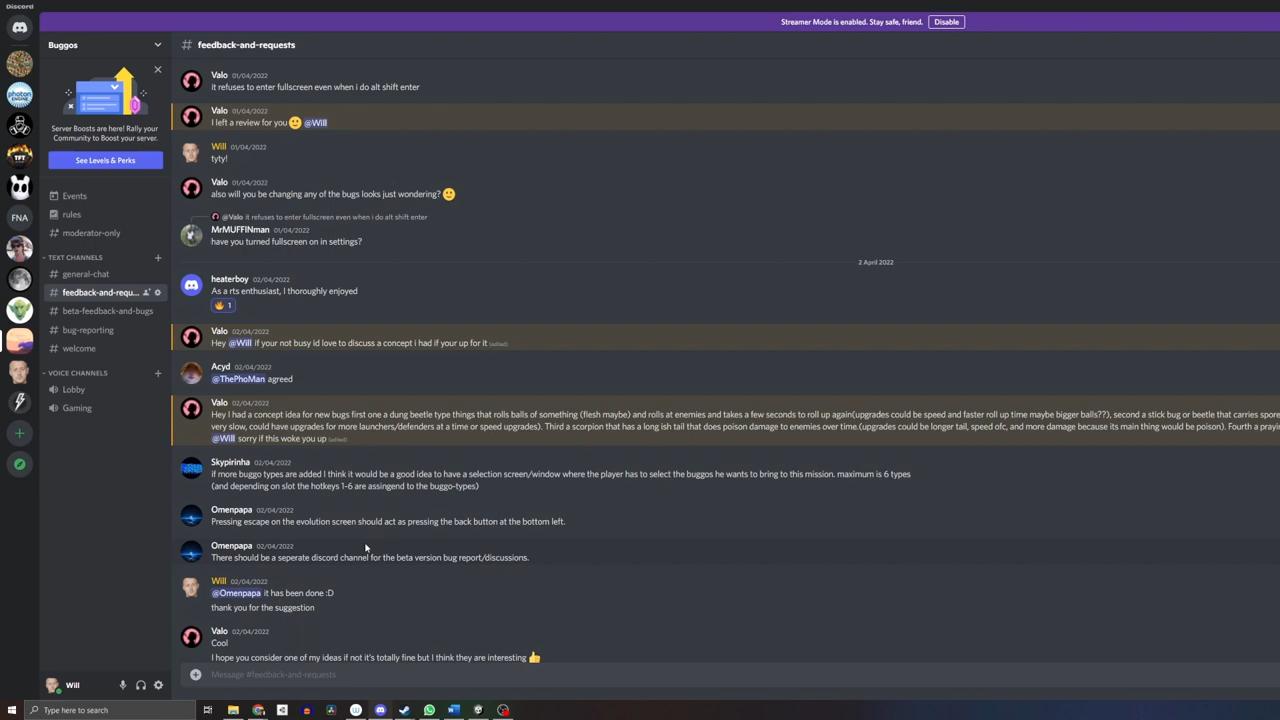 Discord
Streamer Mode is enabled. Stay safe, friend. Disable
Buggos
# feedback-and-requests
Server Boosts are here! Rally your
Community to Boost your server.
See Levels & Perks
Events
rules
# moderator-only
TEXT CHANNELS
# general-chat
# feedback-and-requ...
# beta-feedback-and-bugs
# bug-reporting
# welcome
VOICE CHANNELS
Lobby
Gaming
PHOTON
ENGINE
TFT
FNA
Valo 01/04/2022
it refuses to enter fullscreen even when i do alt shift enter
Valo 01/04/2022
I left a review for you 🙂 @Will
Will 01/04/2022
tyty!
Valo 01/04/2022
also will you be changing any of the bugs looks just wondering? 🙂
@Valo it refuses to enter fullscreen even when i do alt shift enter
MrMUFFINman 01/04/2022
have you turned fullscreen on in settings?
2 April 2022
heaterboy 02/04/2022
As a rts enthusiast, I thoroughly enjoyed
🔥 1
Valo 02/04/2022
Hey @Will if your not busy id love to discuss a concept i had if your up for it (edited)
Acyd 02/04/2022
@ThePhoMan agreed
Valo 02/04/2022
Hey I had a concept idea for new bugs first one a dung beetle type things that rolls balls of something (flesh maybe) and rolls at enemies and takes a few seconds to roll up again(upgrades could be speed and faster roll up time maybe bigger balls??), second a stick bug or beetle that carries spore
very slow, could have upgrades for more launchers/defenders at a time or speed upgrades). Third a scorpion that has a long ish tail that does poison damage to enemies over time.(upgrades could be longer tail, speed ofc, and more damage because its main thing would be poison). Fourth a prayin
@Will sorry if this woke you up (edited)
Skypirinha 02/04/2022
if more buggo types are added I think it would be a good idea to have a selection screen/window where the player has to select the buggos he wants to bring to this mission. maximum is 6 types
(and depending on slot the hotkeys 1-6 are assingend to the buggo-types)
Omenpapa 02/04/2022
Pressing escape on the evolution screen should act as pressing the back button at the bottom left.
Omenpapa 02/04/2022
There should be a seperate discord channel for the beta version bug report/discussions.
Will 02/04/2022
@Omenpapa it has been done :D
thank you for the suggestion
Valo 02/04/2022
Cool
I hope you consider one of my ideas if not it's totally fine but I think they are interesting 👍
Message #feedback-and-requests
Will
Type here to search